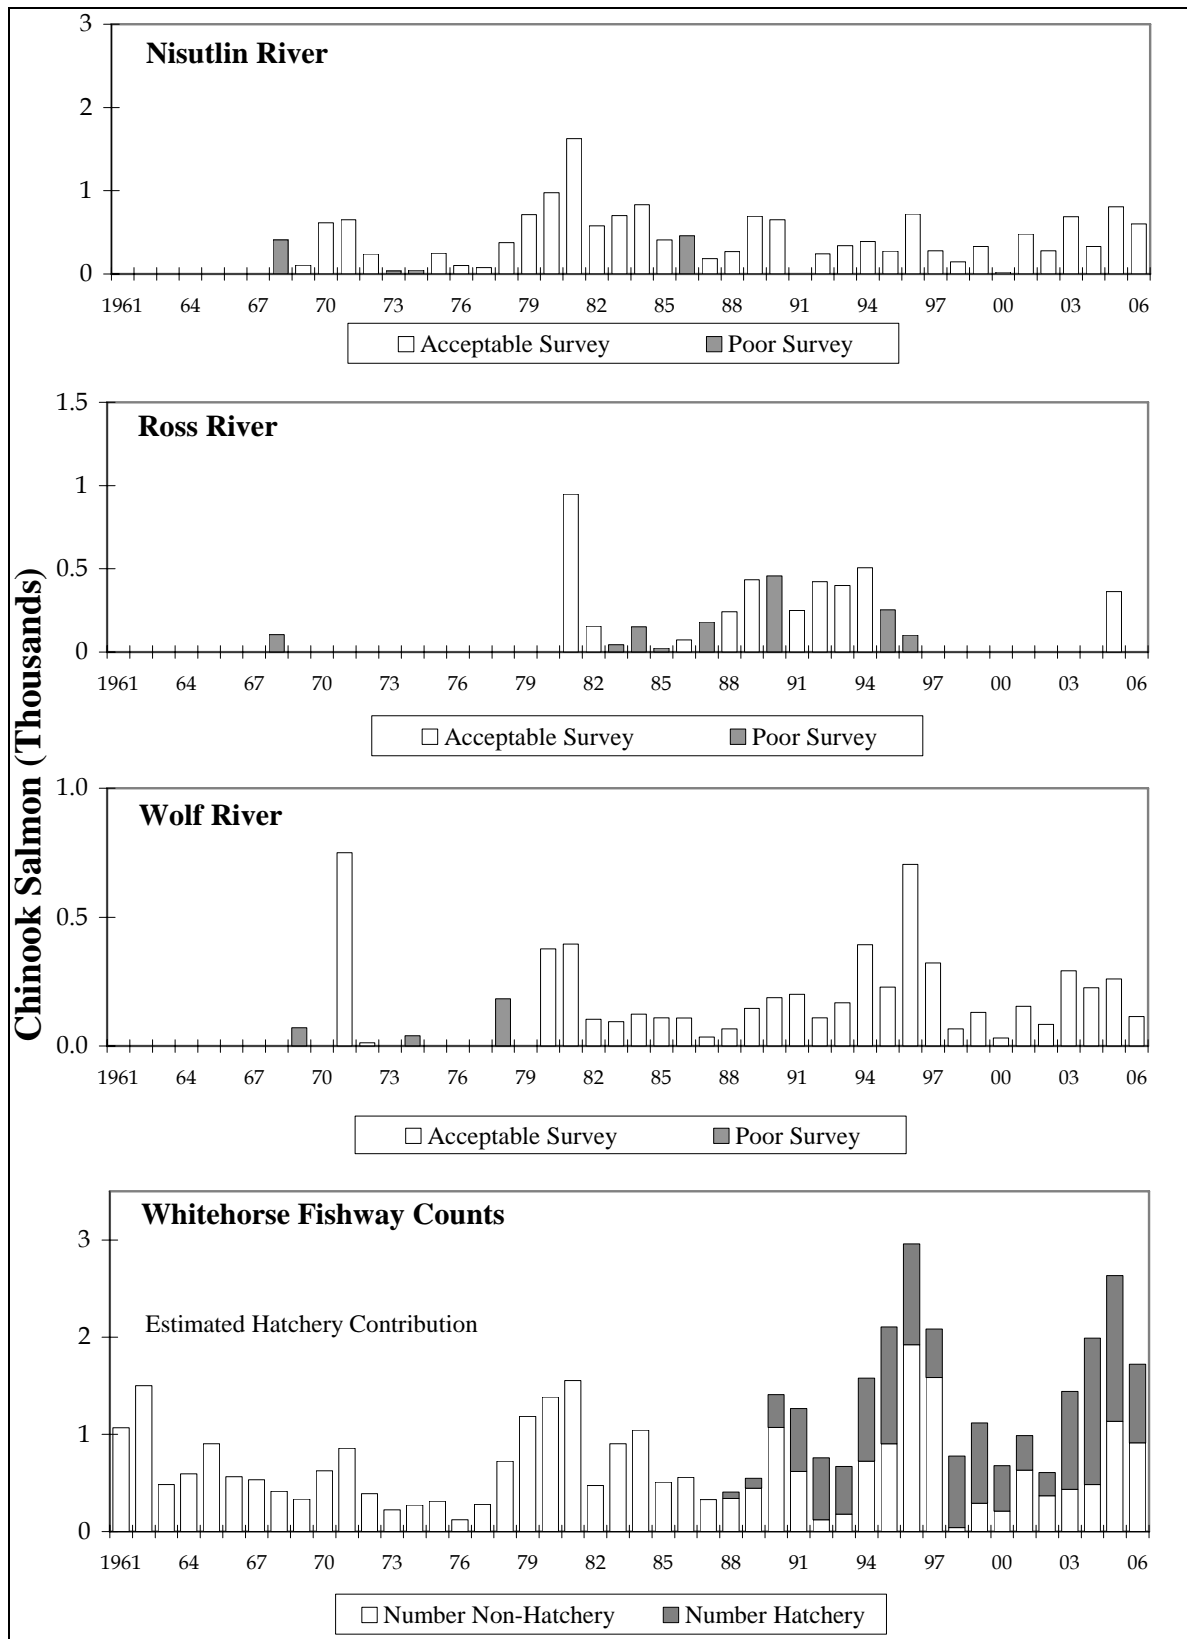 Chinook Salmon (Thousands)
Nisutlin River
3
2
1
0
1961 64 67 70 73 76 79 82 85 88 91 94 97 00 03 06
Acceptable Survey Poor Survey
Ross River
1.5
1
0.5
0
1961 64 67 70 73 76 79 82 85 88 91 94 97 00 03 06
Acceptable Survey Poor Survey
Wolf River
1.0
0.5
0.0
1961 64 67 70 73 76 79 82 85 88 91 94 97 00 03 06
Acceptable Survey Poor Survey
Whitehorse Fishway Counts
3
Estimated Hatchery Contribution
2
1
0
1961 64 67 70 73 76 79 82 85 88 91 94 97 00 03 06
Number Non-Hatchery Number Hatchery